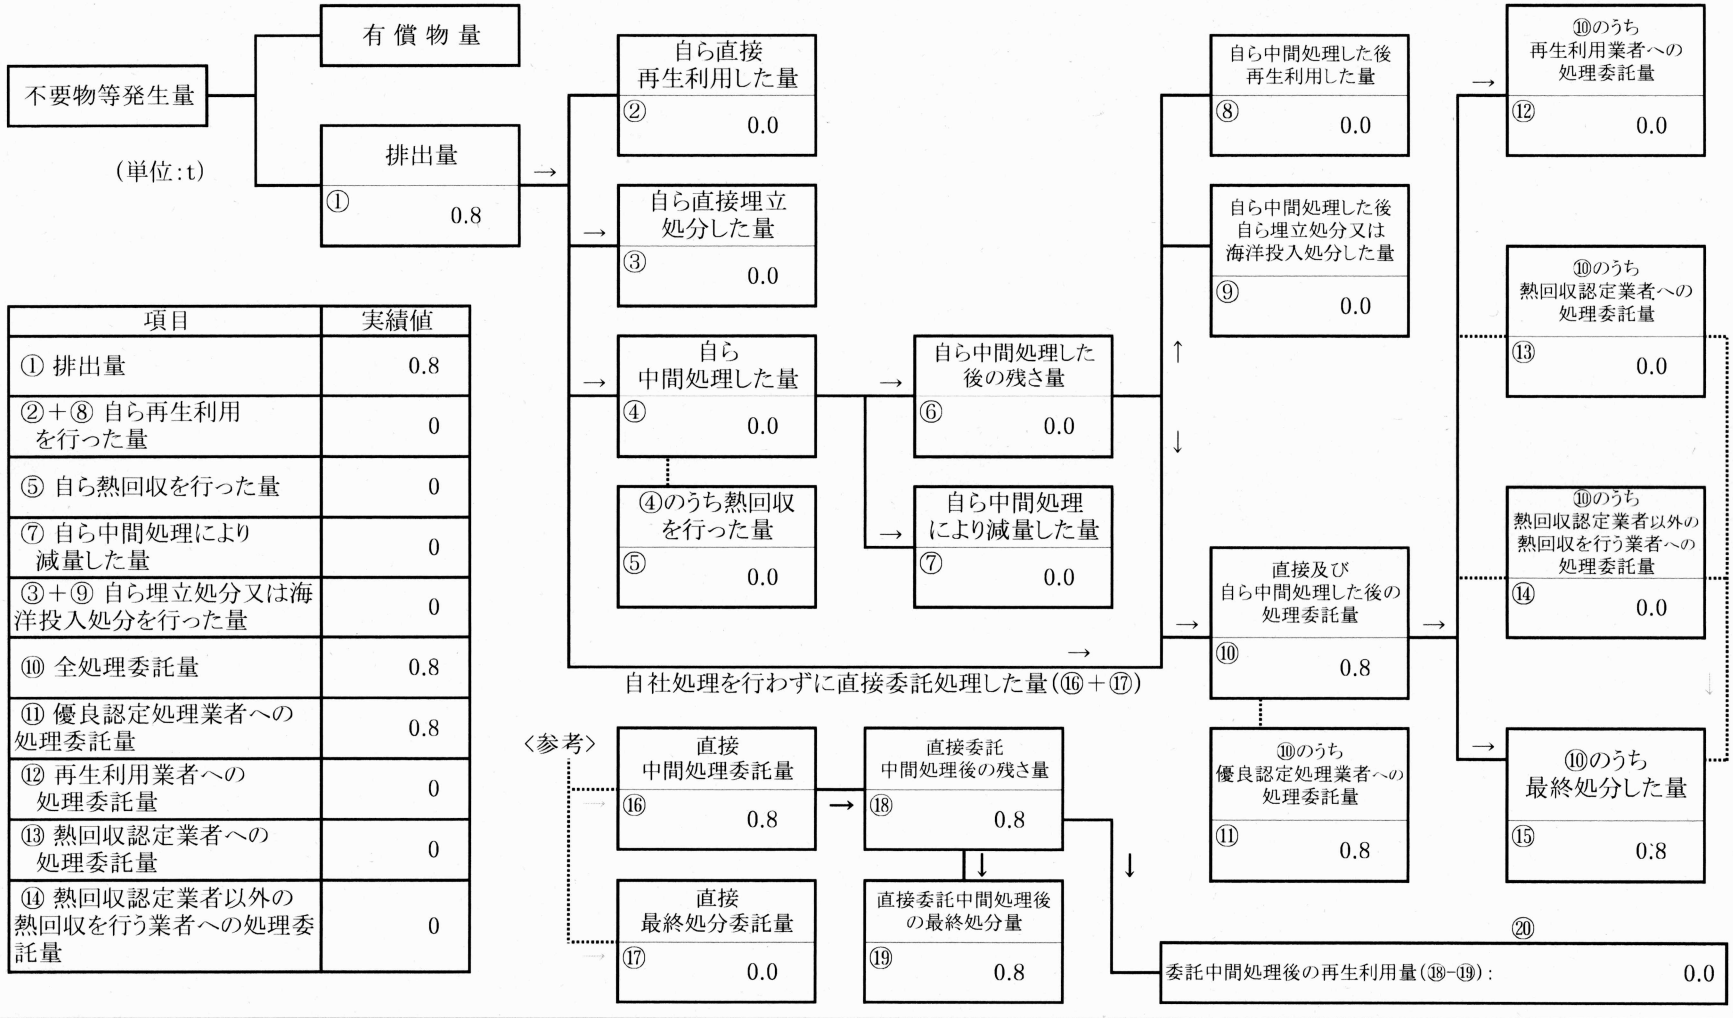 不要物等発生量
(単位:t)
有償物量
排出量
①
0.8
→
自ら直接
再生利用した量
②
0.0
→
自ら直接埋立
処分した量
③
0.0
→
自ら
中間処理した量
④
0.0
④のうち熱回収
を行った量
⑤
0.0
→
自ら中間処理した
後の残さ量
⑥
0.0
→
自ら中間処理
により減量した量
⑦
0.0
→
自社処理を行わずに直接委託処理した量(⑯+⑰)
自ら中間処理した後
再生利用した量
⑧
0.0
自ら中間処理した後
自ら埋立処分又は
海洋投入処分した量
⑨
0.0
↑
↓
→
直接及び
自ら中間処理した後の
処理委託量
⑩
0.8
⑩のうち
優良認定処理業者への
処理委託量
⑪
0.8
→
→
⑩のうち
再生利用業者への
処理委託量
⑫
0.0
⑩のうち
熱回収認定業者への
処理委託量
⑬
0.0
⑩のうち
熱回収認定業者以外の
熱回収を行う業者への
処理委託量
⑭
0.0
↓
→
⑩のうち
最終処分した量
⑮
0.8
項目 実績値
① 排出量 0.8
②+⑧ 自ら再生利用
を行った量 0
⑤ 自ら熱回収を行った量 0
⑦ 自ら中間処理により
減量した量 0
③+⑨ 自ら埋立処分又は海
洋投入処分を行った量 0
⑩ 全処理委託量 0.8
⑪ 優良認定処理業者への
処理委託量 0.8
⑫ 再生利用業者への
処理委託量 0
⑬ 熱回収認定業者への
処理委託量 0
⑭ 熱回収認定業者以外の
熱回収を行う業者への処理委
託量 0
<参考>
→
直接
中間処理委託量
⑯
0.8
→
直接委託
中間処理後の残さ量
⑱
0.8
↓
↓
→
直接
最終処分委託量
⑰
0.0
直接委託中間処理後
の最終処分量
⑲
0.8
⑳
委託中間処理後の再生利用量(⑱-⑲): 0.0